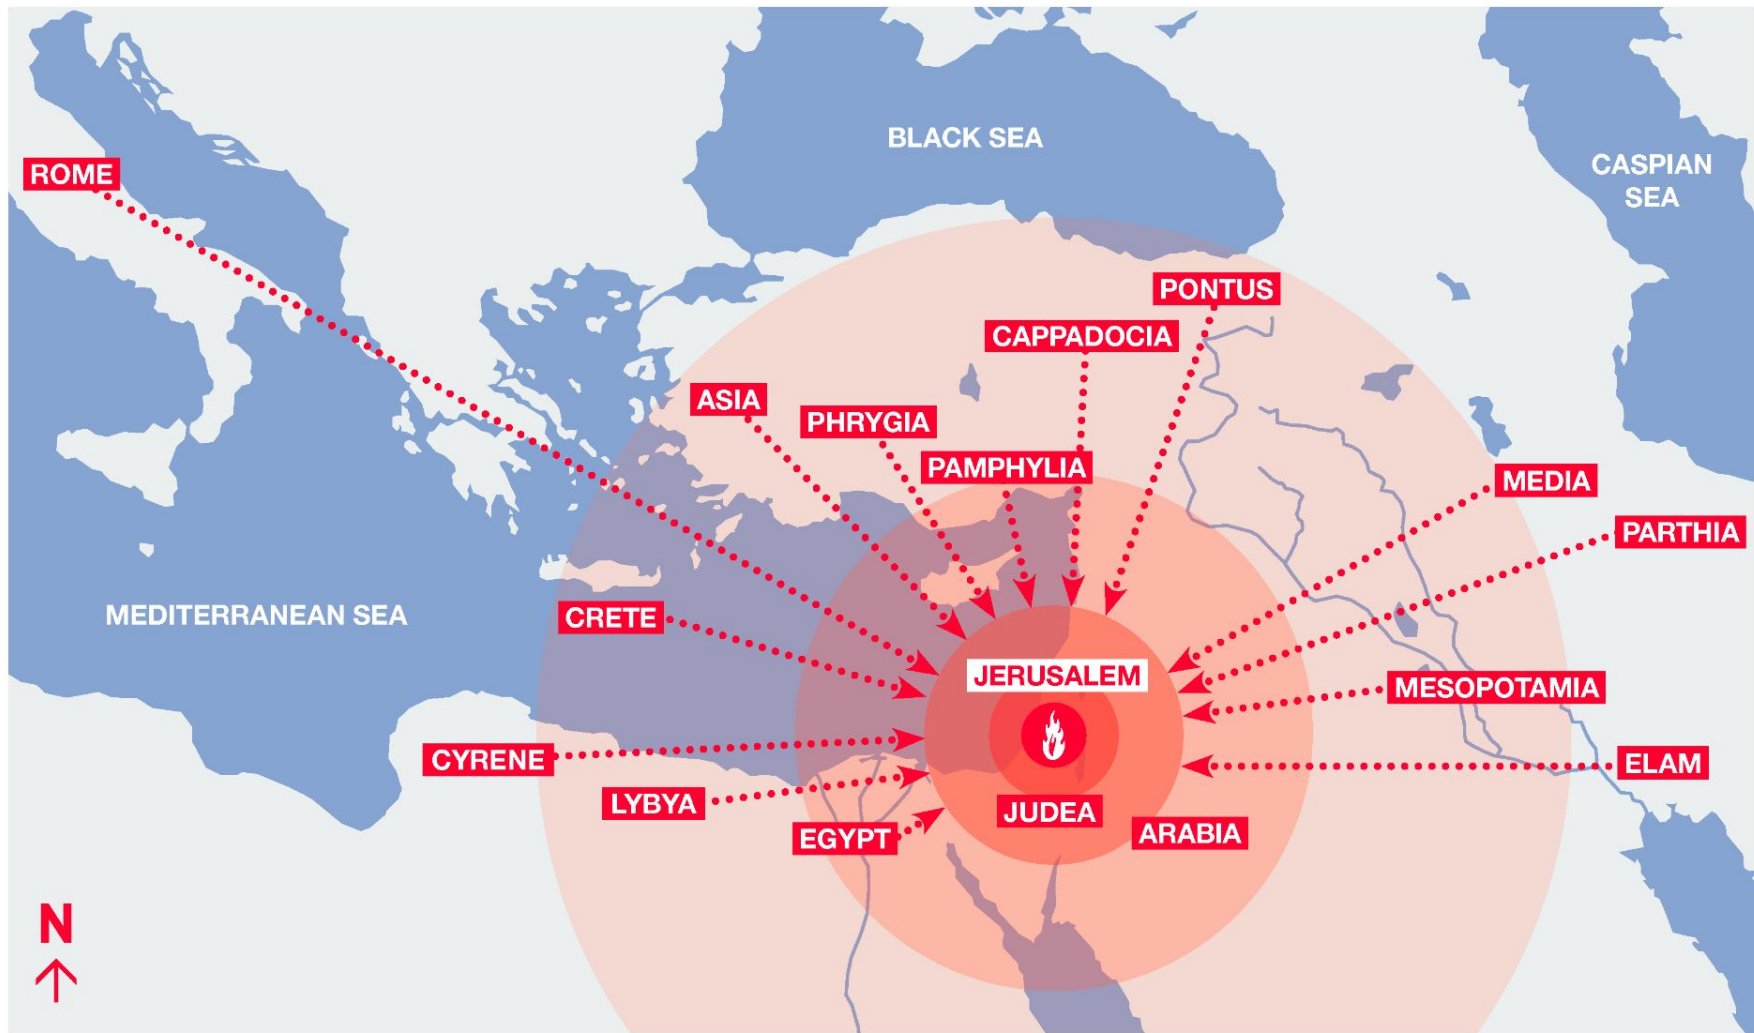 BLACK SEA
CASPIAN
SEA
ROME
PONTUS
CAPPADOCIA
ASIA
PHRYGIA
PAMPHYLIA
MEDIA
PARTHIA
MEDITERRANEAN SEA
CRETE
JERUSALEM
MESOPOTAMIA
CYRENE
ELAM
LYBYA
JUDEA
EGYPT
ARABIA
N